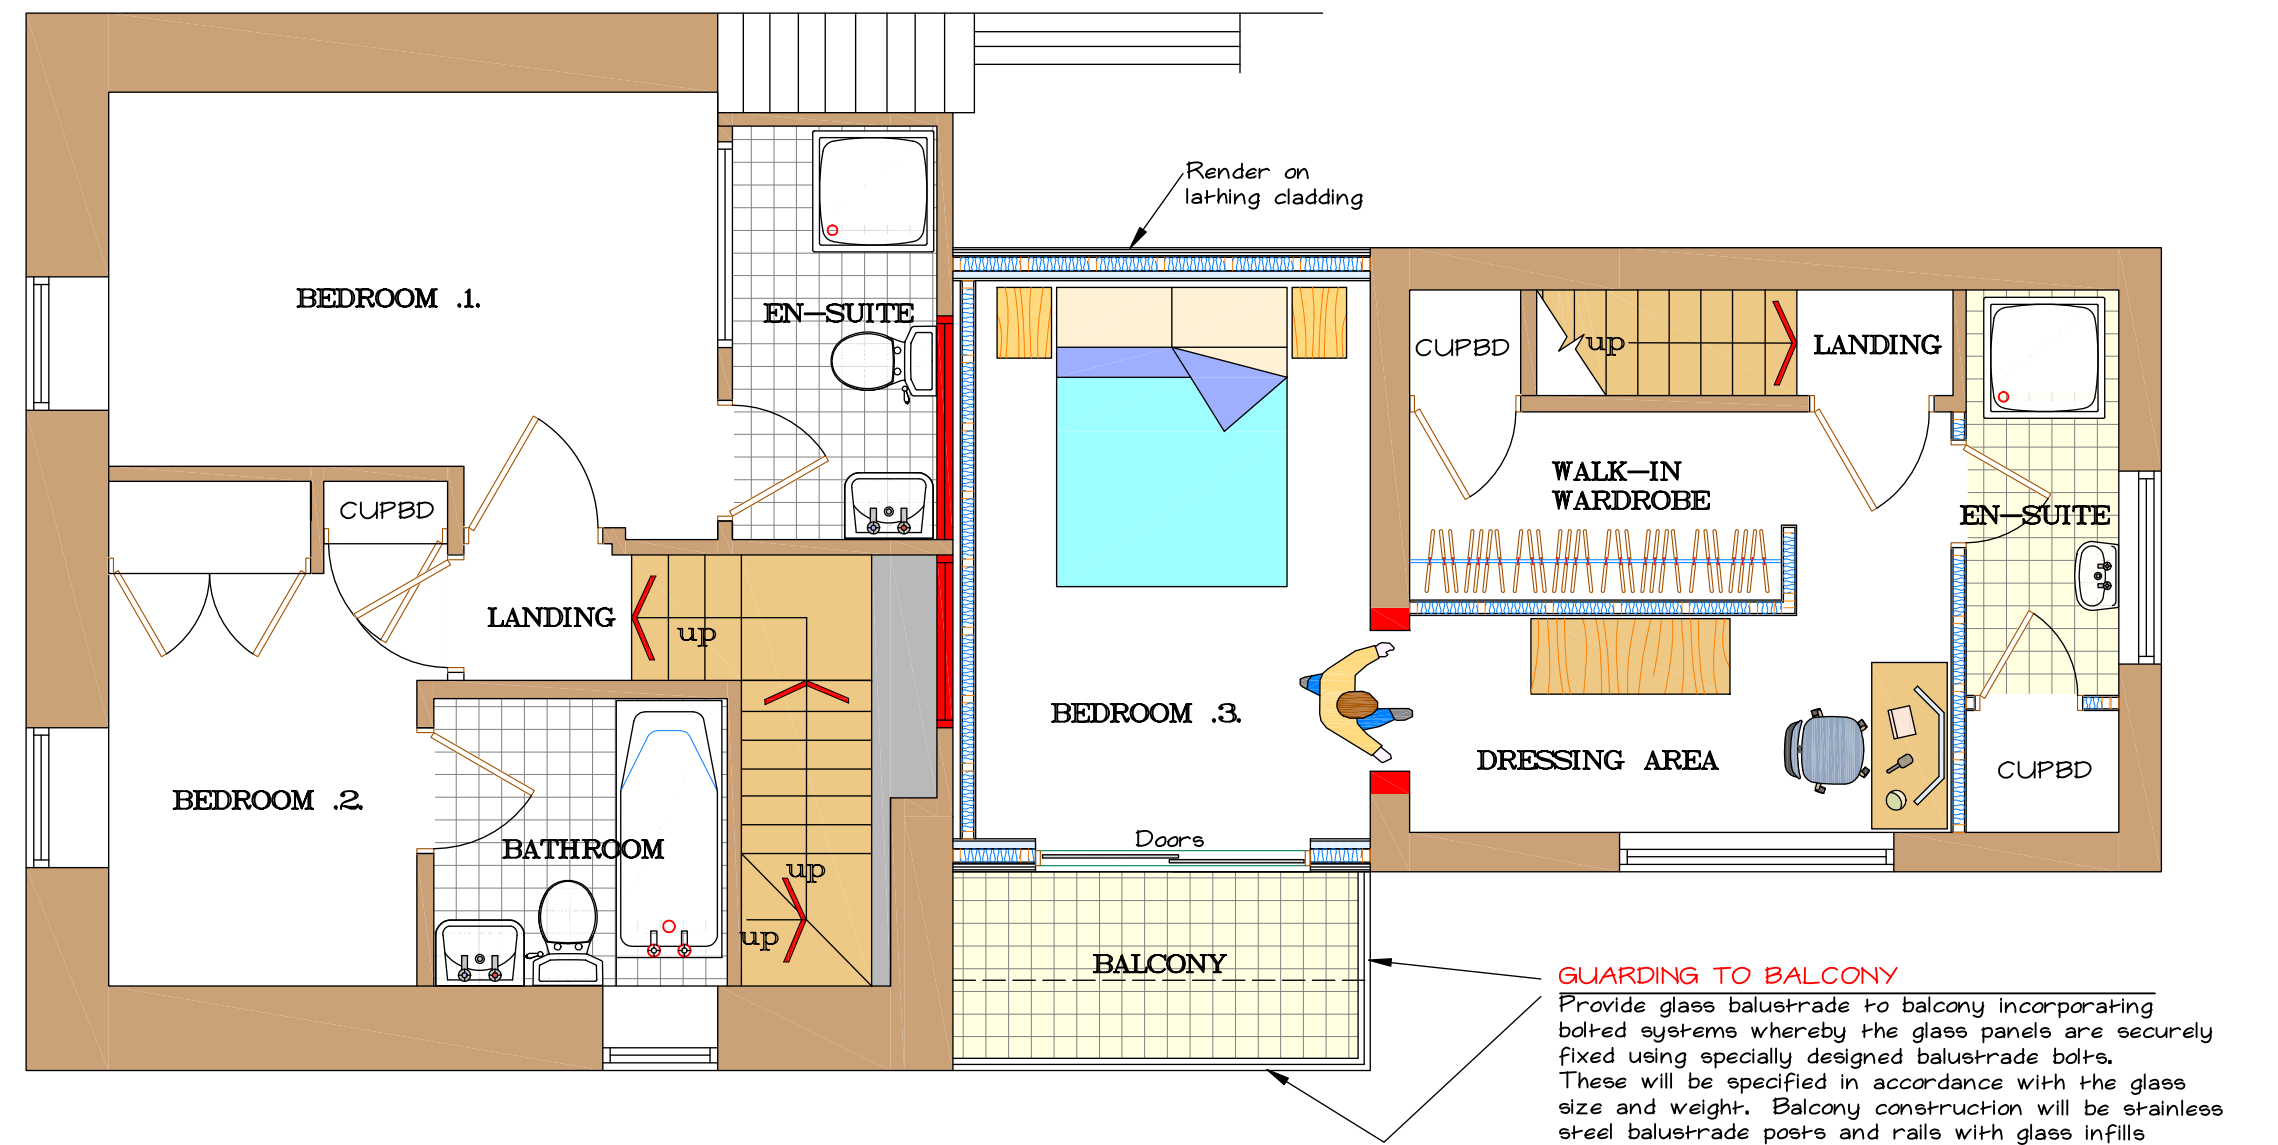 Render on
lathing cladding
BEDROOM .1.
EN-SUITE
CUPBD
up
LANDING
WALK-IN
WARDROBE
CUPBD
EN-SUITE
LANDING
up
BEDROOM .3.
DRESSING AREA
CUPBD
BEDROOM .2.
BATHROOM
Doors
up
up
BALCONY
GUARDING TO BALCONY
Provide glass balustrade to balcony incorporating
bolted systems whereby the glass panels are securely
fixed using specially designed balustrade bolts.
These will be specified in accordance with the glass
size and weight. Balcony construction will be stainless
steel balustrade posts and rails with glass infills